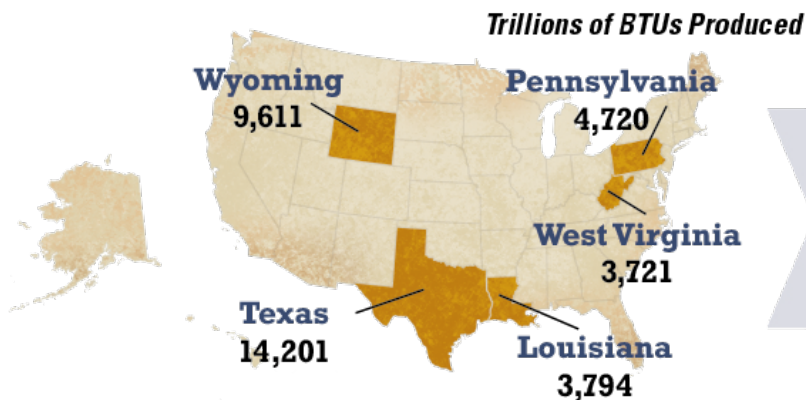 Trillions of BTUs Produced
Wyoming
9,611
Pennsylvania
4,720
West Virginia
3,721
Texas
14,201
Louisiana
3,794